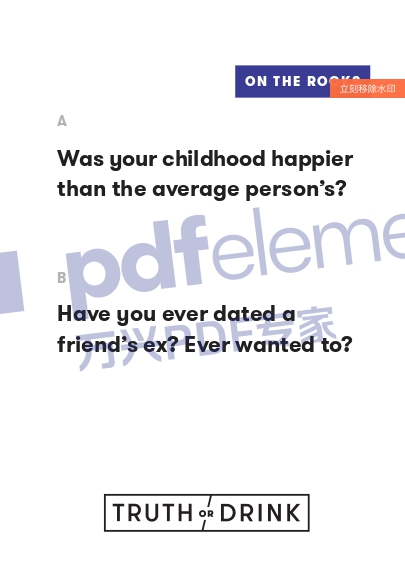 ON THE ROCKS
立刻移除水印
A
Was your childhood happier
than the average person's?
pdfeleme
B
Have you ever dated a
friend's ex? Ever wanted to?
万兴PDF专家
TRUTH OR DRINK